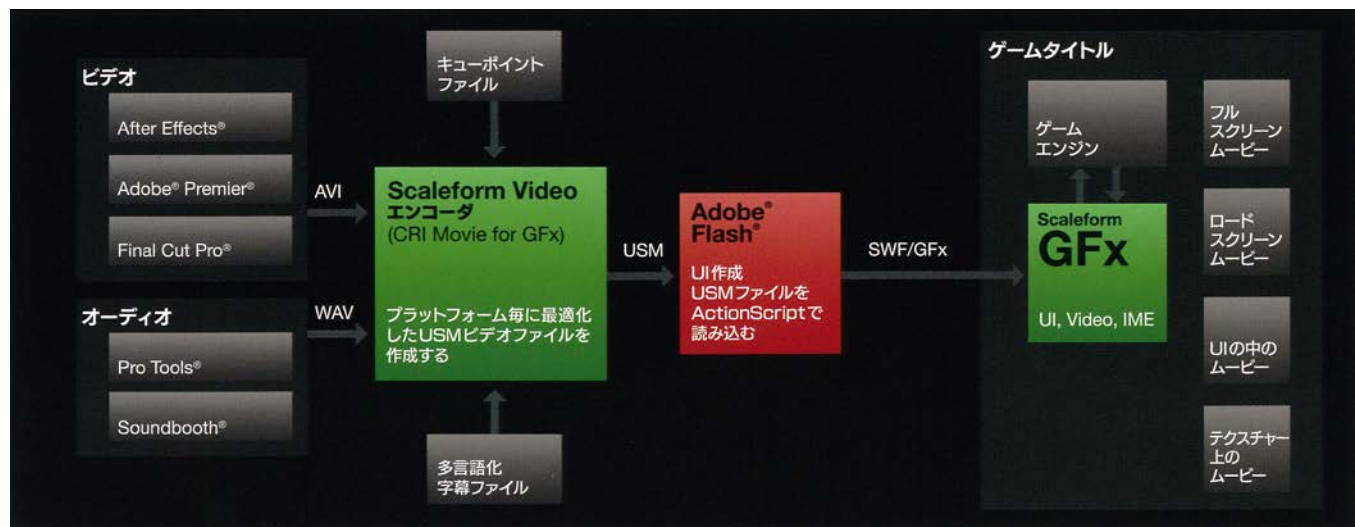 ビデオ
After Effects®
Adobe® Premier®
Final Cut Pro®
オーディオ
Pro Tools®
Soundbooth®
AVI
WAV
キューポイント
ファイル
Scaleform Video
エンコーダ
(CRI Movie for GFx)
プラットフォーム毎に最適化
したUSMビデオファイルを
作成する
多言語化
字幕ファイル
USM
Adobe®
Flash®
UI作成
USMファイルを
ActionScriptで
読み込む
SWF/GFx
ゲームタイトル
ゲーム
エンジン
Scaleform
GFx
UI, Video, IME
フル
スクリーン
ムービー
ロード
スクリーン
ムービー
UIの中の
ムービー
テクスチャー
上の
ムービー